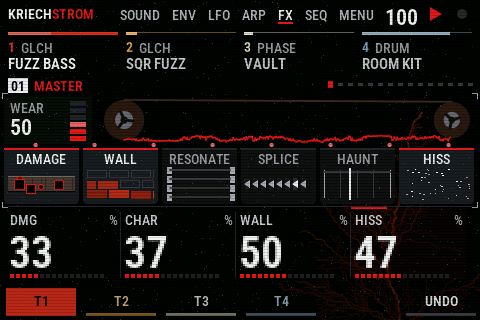 KRIECHSTROM SOUND ENV LFO ARP FX SEQ MENU 100
1 GLCH 2 GLCH 3 PHASE 4 DRUM
FUZZ BASS SQR FUZZ VAULT ROOM KIT
01 MASTER
WEAR
50
DAMAGE WALL RESONATE SPLICE HAUNT HISS
DMG % CHAR % WALL % HISS %
33 37 50 47
T1 T2 T3 T4 UNDO